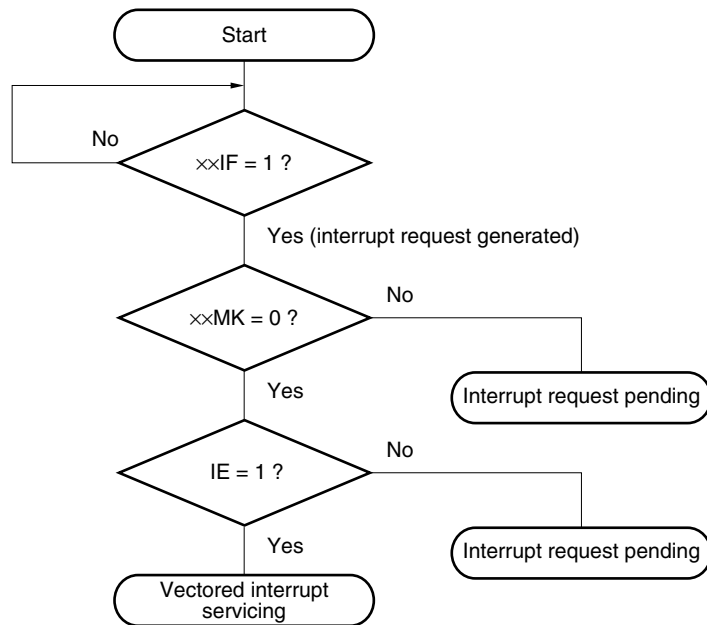 Start
No
××IF = 1 ?
Yes (interrupt request generated)
××MK = 0 ?
No
Interrupt request pending
Yes
IE = 1 ?
No
Interrupt request pending
Yes
Vectored interrupt
servicing